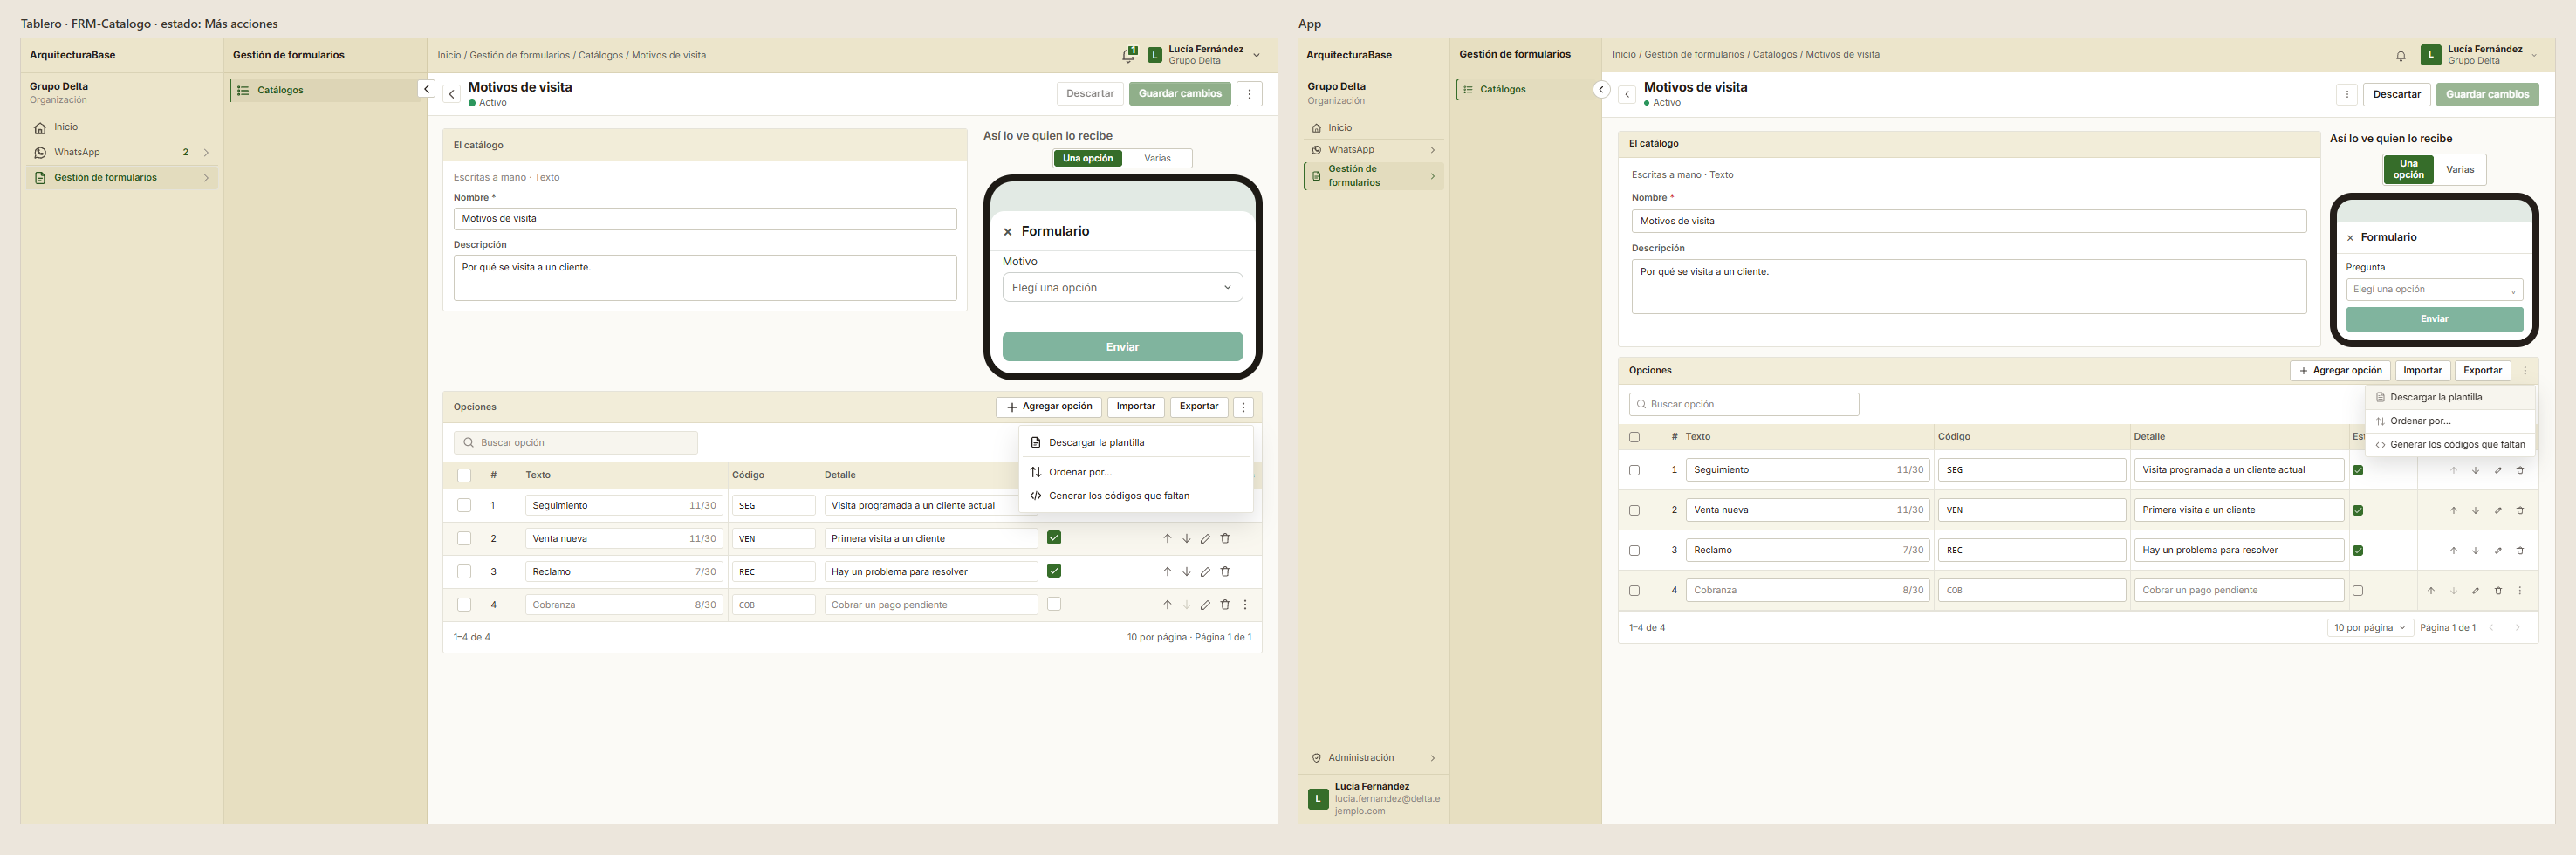 Tablero · FRM-Catalogo · estado: Más acciones
ArquitecturaBase
Grupo Delta
Organización
Inicio
WhatsApp 2
Gestión de formularios
Gestión de formularios
Catálogos
Inicio / Gestión de formularios / Catálogos / Motivos de visita
1
L
Lucía Fernández
Grupo Delta
Motivos de visita
Activo
Descartar
Guardar cambios
El catálogo
Escritas a mano · Texto
Nombre *
Motivos de visita
Descripción
Por qué se visita a un cliente.
Así lo ve quien lo recibe
Una opción
Varias
Formulario
Motivo
Elegí una opción
Enviar
Opciones
Agregar opción
Importar
Exportar
Buscar opción
Descargar la plantilla
Ordenar por...
Generar los códigos que faltan
# Texto Código Detalle
1 Seguimiento 11/30 SEG Visita programada a un cliente actual
2 Venta nueva 11/30 VEN Primera visita a un cliente
3 Reclamo 7/30 REC Hay un problema para resolver
4 Cobranza 8/30 COB Cobrar un pago pendiente
1–4 de 4
10 por página · Página 1 de 1
App
ArquitecturaBase
Grupo Delta
Organización
Inicio
WhatsApp
Gestión de
formularios
Administración
L
Lucía Fernández
lucia.fernandez@delta.e
jemplo.com
Gestión de formularios
Catálogos
Inicio / Gestión de formularios / Catálogos / Motivos de visita
L
Lucía Fernández
Grupo Delta
Motivos de visita
Activo
Descartar
Guardar cambios
El catálogo
Escritas a mano · Texto
Nombre *
Motivos de visita
Descripción
Por qué se visita a un cliente.
Así lo ve quien lo recibe
Una
opción
Varias
Formulario
Pregunta
Elegí una opción
Enviar
Opciones
Agregar opción
Importar
Exportar
Buscar opción
Descargar la plantilla
Ordenar por...
Generar los códigos que faltan
# Texto Código Detalle
1 Seguimiento 11/30 SEG Visita programada a un cliente actual
2 Venta nueva 11/30 VEN Primera visita a un cliente
3 Reclamo 7/30 REC Hay un problema para resolver
4 Cobranza 8/30 COB Cobrar un pago pendiente
1–4 de 4
10 por página
Página 1 de 1